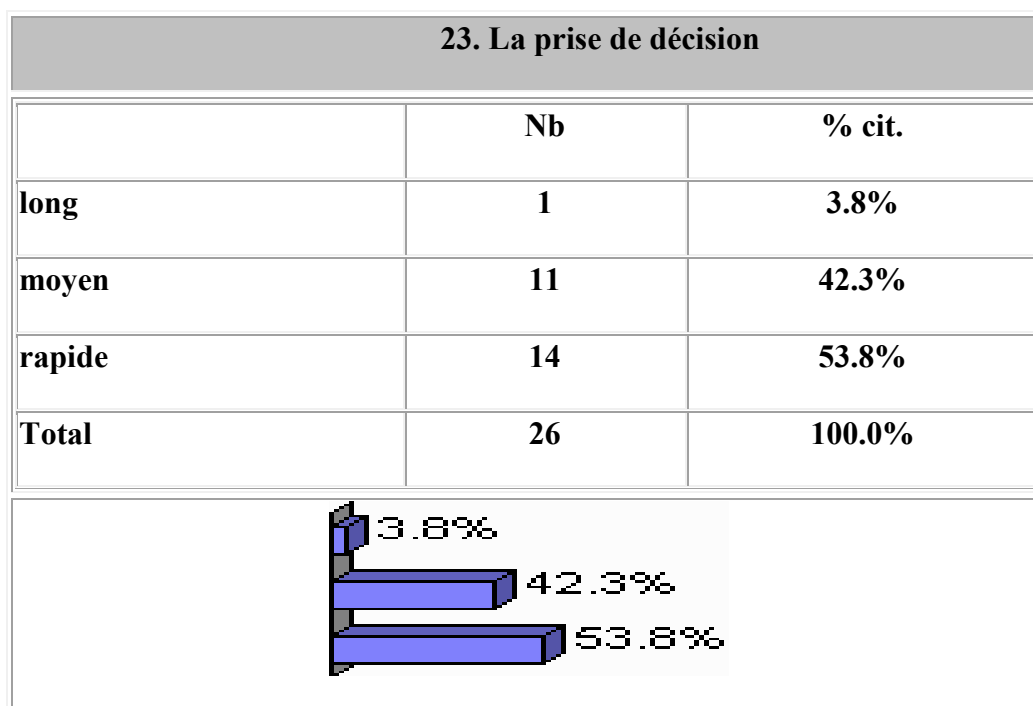 23. La prise de décision
Nb % cit.
long 1 3.8%
moyen 11 42.3%
rapide 14 53.8%
Total 26 100.0%
3.8%
42.3%
53.8%